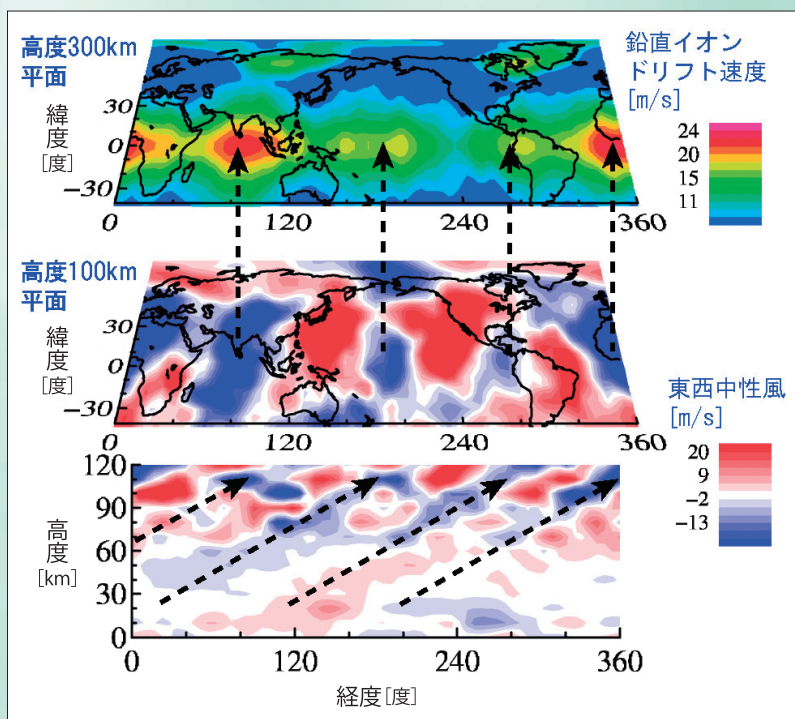 高度300km
平面
緯度
[度]
30
0
-30
0
120
240
360
鉛直イオン
ドリフト速度
[m/s]
24
20
15
11
高度100km
平面
緯度
[度]
30
0
-30
0
120
240
360
東西中性風
[m/s]
20
9
-2
-13
高度
[km]
120
90
60
30
0
0
120
240
360
経度[度]